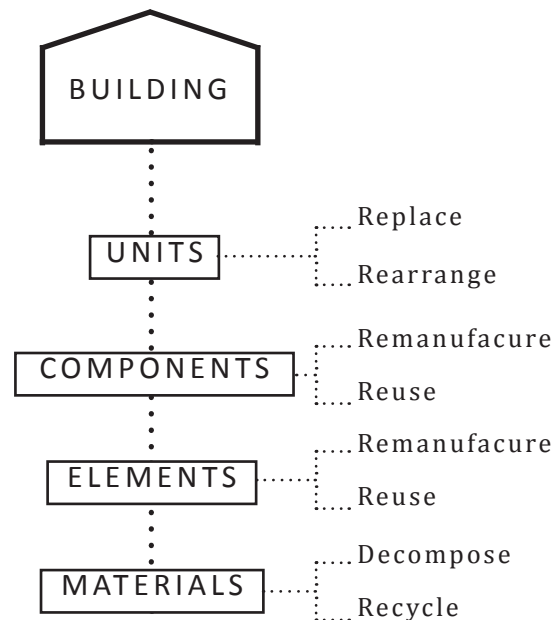 BUILDING
Replace
UNITS
Rearrange
Remanufacure
COMPONENTS
Reuse
Remanufacure
ELEMENTS
Reuse
Decompose
MATERIALS
Recycle